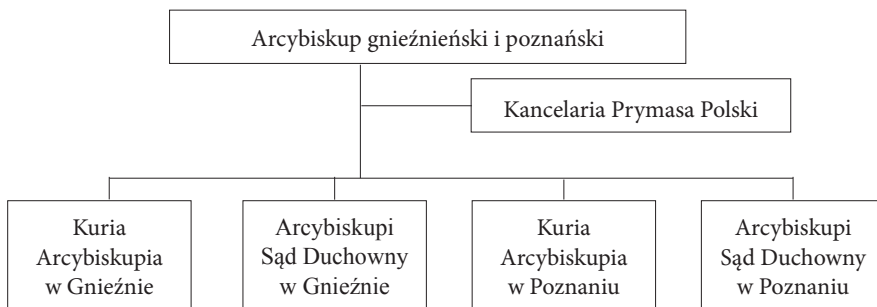 Arcybiskup gnieźnieński i poznański
Kancelaria Prymasa Polski
Kuria
Arcybiskupia
w Gnieźnie
Arcybiskupi
Sąd Duchowny
w Gnieźnie
Kuria
Arcybiskupia
w Poznaniu
Arcybiskupi
Sąd Duchowny
w Poznaniu